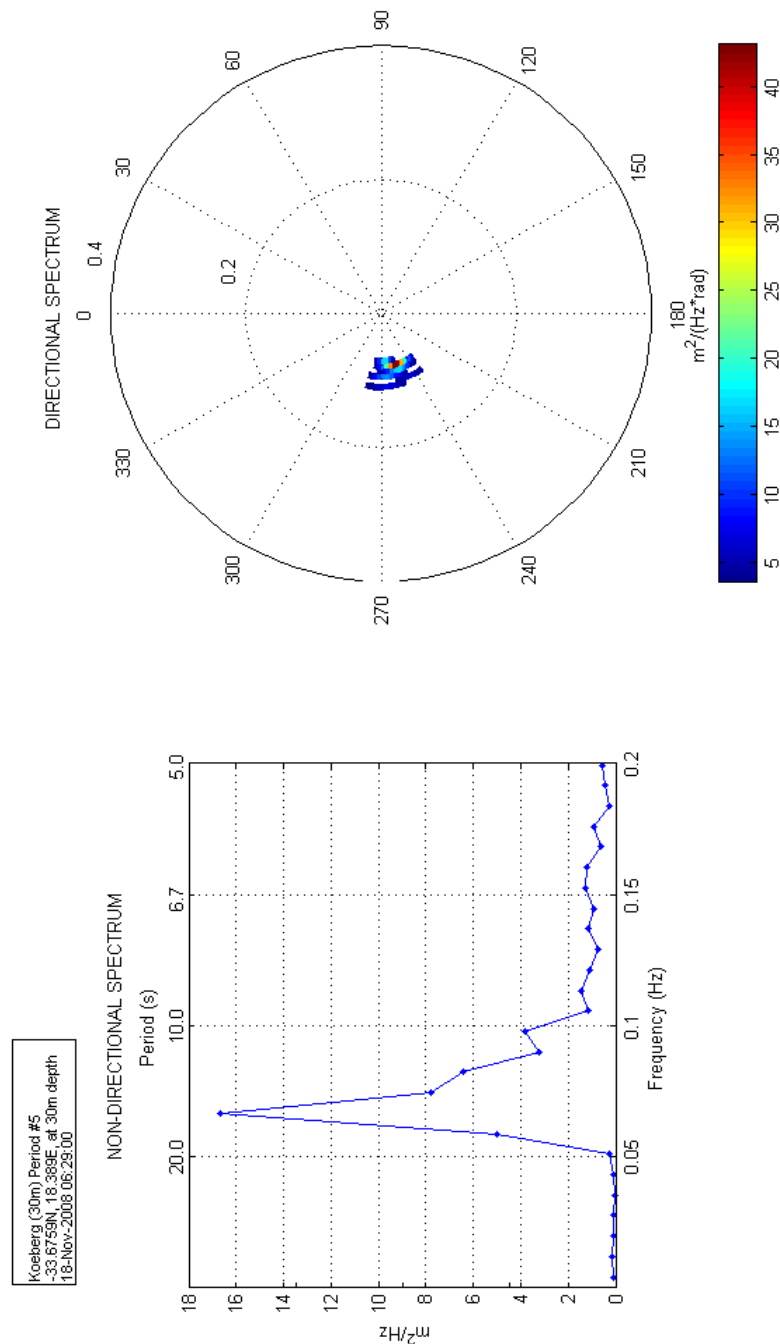 Koeberg (30m) Period #5
-33.6759N, 18.389E, at 30m depth
18-Nov-2008 06:29:00
NON-DIRECTIONAL SPECTRUM
Period (s)
20.0 10.0 6.7 5.0
18
16
14
12
10
8
6
4
2
0
m²/Hz
0.05 0.1 0.15 0.2
Frequency (Hz)
DIRECTIONAL SPECTRUM
0
0.4
30
0.2
60
90
120
150
180
210
240
270
300
330
m²/(Hz*rad)
5 10 15 20 25 30 35 40